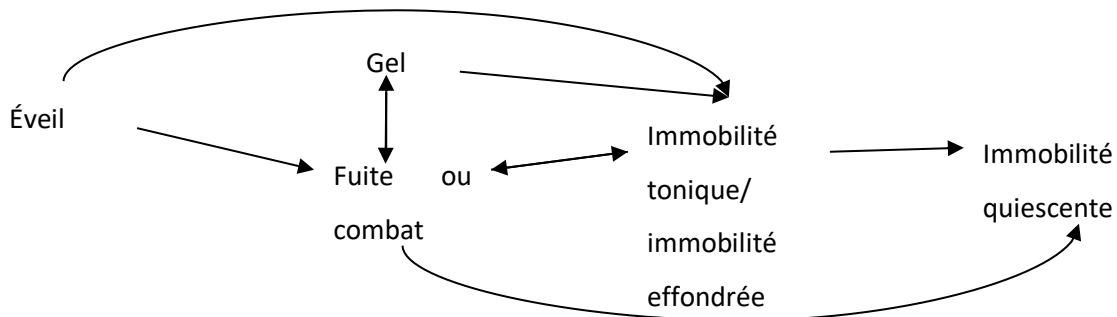 Gel
Éveil
Fuite ou
combat
Immobilité
tonique/
immobilité
effondrée
Immobilité
quiescente